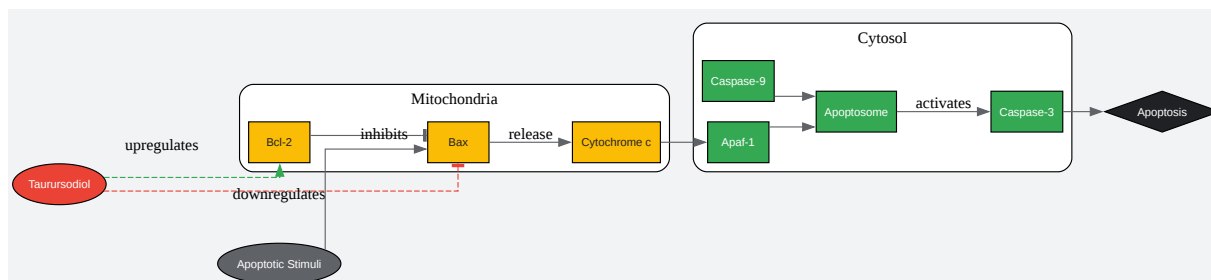 Cytosol
Caspase-9
Mitochondria
Apoptosome
activates
Caspase-3
Apoptosis
Bcl-2
inhibits
Bax
release
Cytochrome c
Apaf-1
upregulates
Taurursodiol
downregulates
Apoptotic Stimuli